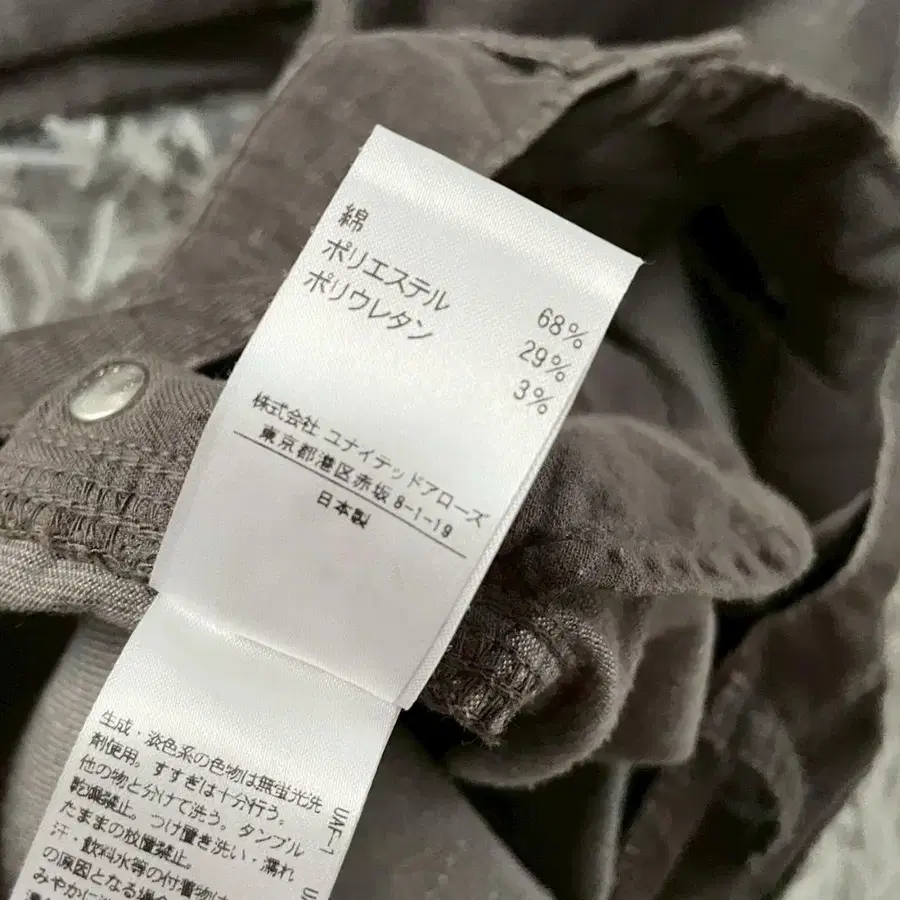 綿 68%
ポリエステル 29%
ポリウレタン 3%
株式会社 ユナイテッドアローズ
東京都港区赤坂8-1-19
日本製
生成・淡色系の色物は無蛍光洗
剤使用。すすぎは十分行う。
他の物と分けて洗う。タンブル
乾燥禁止。つけ置き洗い・濡れ
たままの放置禁止。
汗・飲料水等の付着物は
の原因となる場合
みやかに